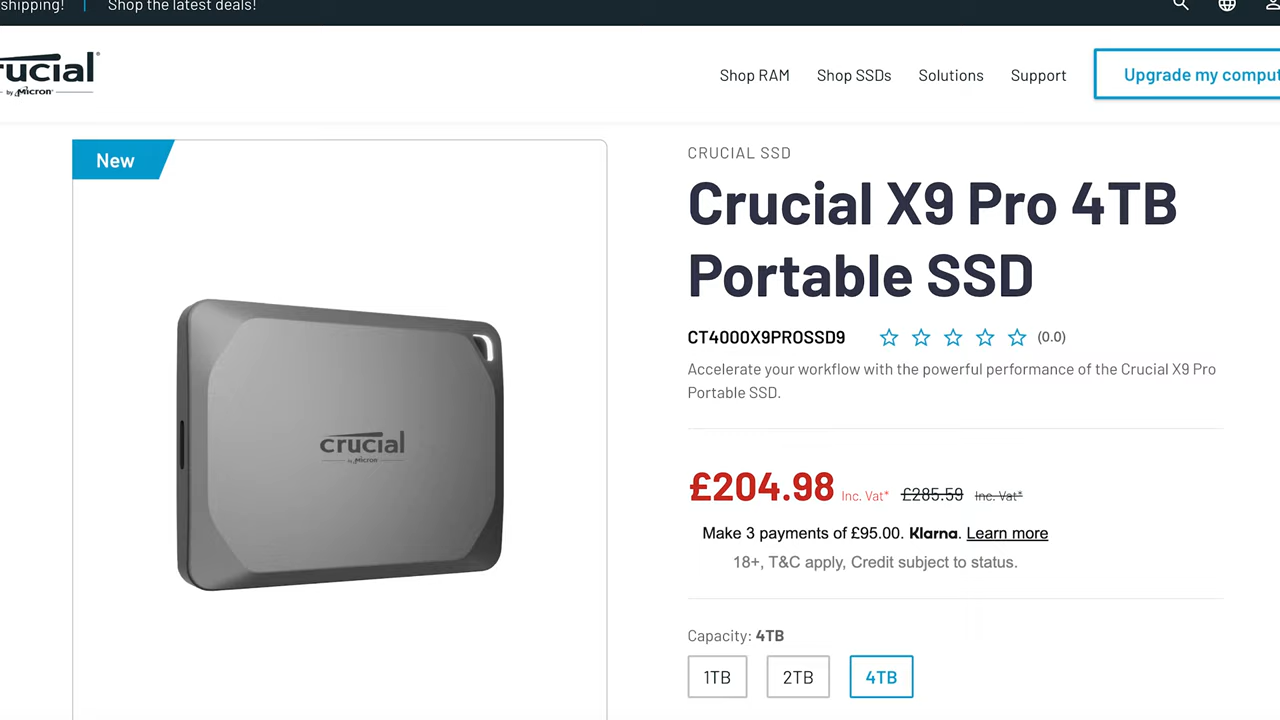 shipping! | Shop the latest deals!
rucial
by Micron
Shop RAM Shop SSDs Solutions Support Upgrade my comput
New
CRUCIAL SSD
Crucial X9 Pro 4TB
Portable SSD
CT4000X9PROSSD9 (0.0)
Accelerate your workflow with the powerful performance of the Crucial X9 Pro
Portable SSD.
crucial
by Micron
£204.98 Inc. Vat* £285.59 Inc. Vat*
Make 3 payments of £95.00. Klarna. Learn more
18+, T&C apply, Credit subject to status.
Capacity: 4TB
1TB 2TB 4TB